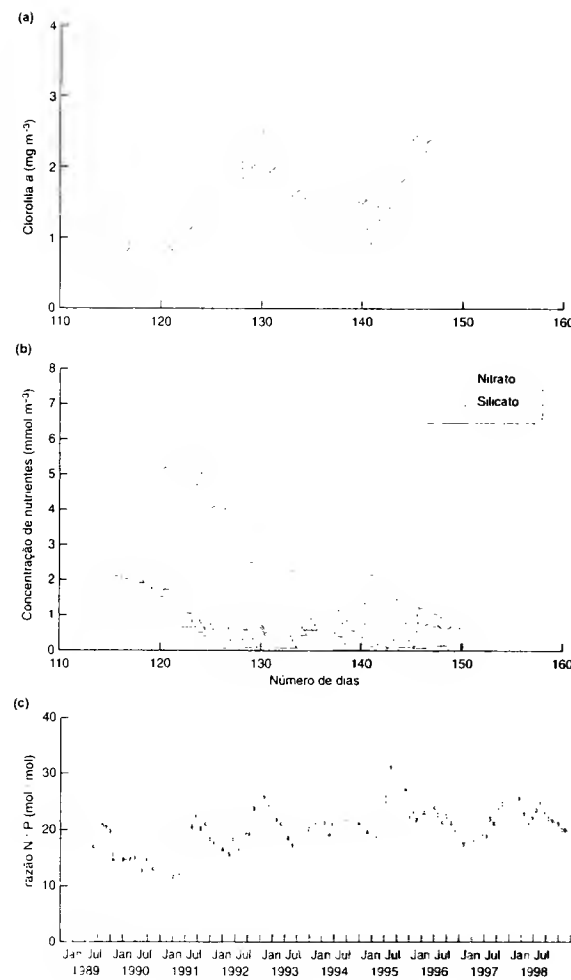 (a)
Clorofila a (mg m⁻³)
4
3
2
1
0
110 120 130 140 150 160
(b)
Concentração de nutrientes (mmol m⁻³)
8
7
6
5
4
3
2
1
0
Nitrato
Silicato
110 120 130 140 150 160
Número de dias
(c)
razão N : P (mol : mol)
40
30
20
10
0
Jan Jul Jan Jul Jan Jul Jan Jul Jan Jul Jan Jul Jan Jul Jan Jul Jan Jul Jan Jul
1989 1990 1991 1992 1993 1994 1995 1996 1997 1998